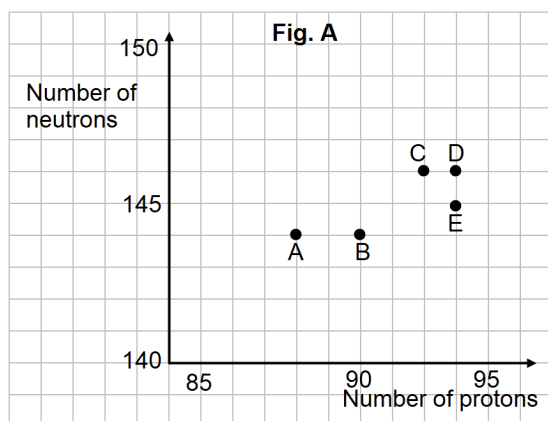 Fig. A
150
Number of
neutrons
C D
145
E
A B
140
85 90 95
Number of protons